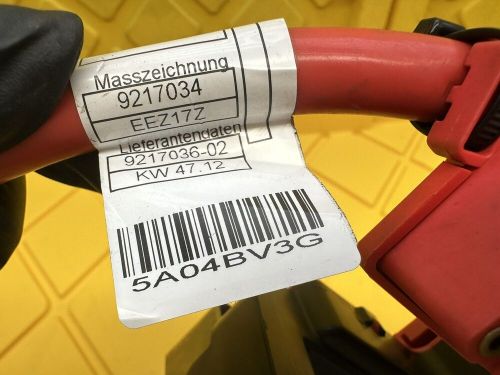 Masszeichnung
9217034
EEZ17Z
Lieferantendaten
9217036-02
KW 47.12
5A04BV3G